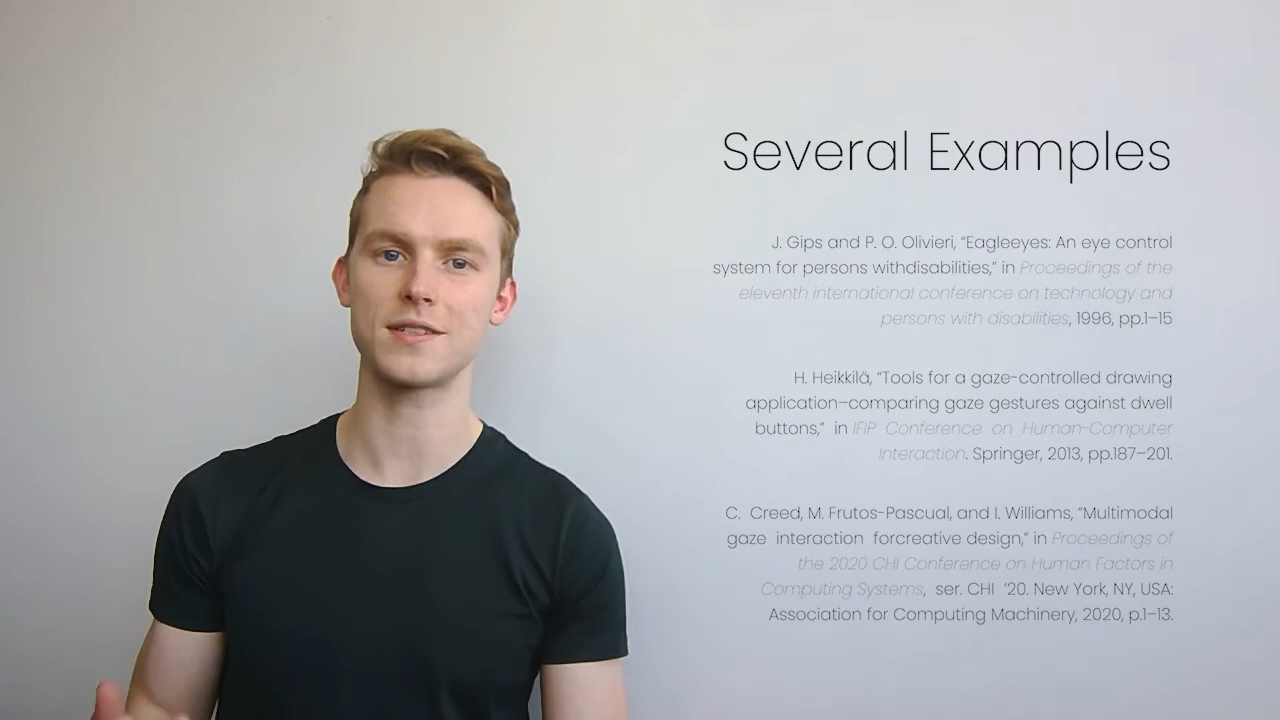 Several Examples
J. Gips and P. O. Olivieri, “Eagleeyes: An eye control
system for persons withdisabilities,” in Proceedings of the
eleventh international conference on technology and
persons with disabilities, 1996, pp.1–15
H. Heikkilä, “Tools for a gaze-controlled drawing
application–comparing gaze gestures against dwell
buttons,” in IFIP Conference on Human-Computer
Interaction. Springer, 2013, pp.187–201.
C. Creed, M. Frutos-Pascual, and I. Williams, “Multimodal
gaze interaction forcreative design,” in Proceedings of
the 2020 CHI Conference on Human Factors in
Computing Systems, ser. CHI ’20. New York, NY, USA:
Association for Computing Machinery, 2020, p.1–13.